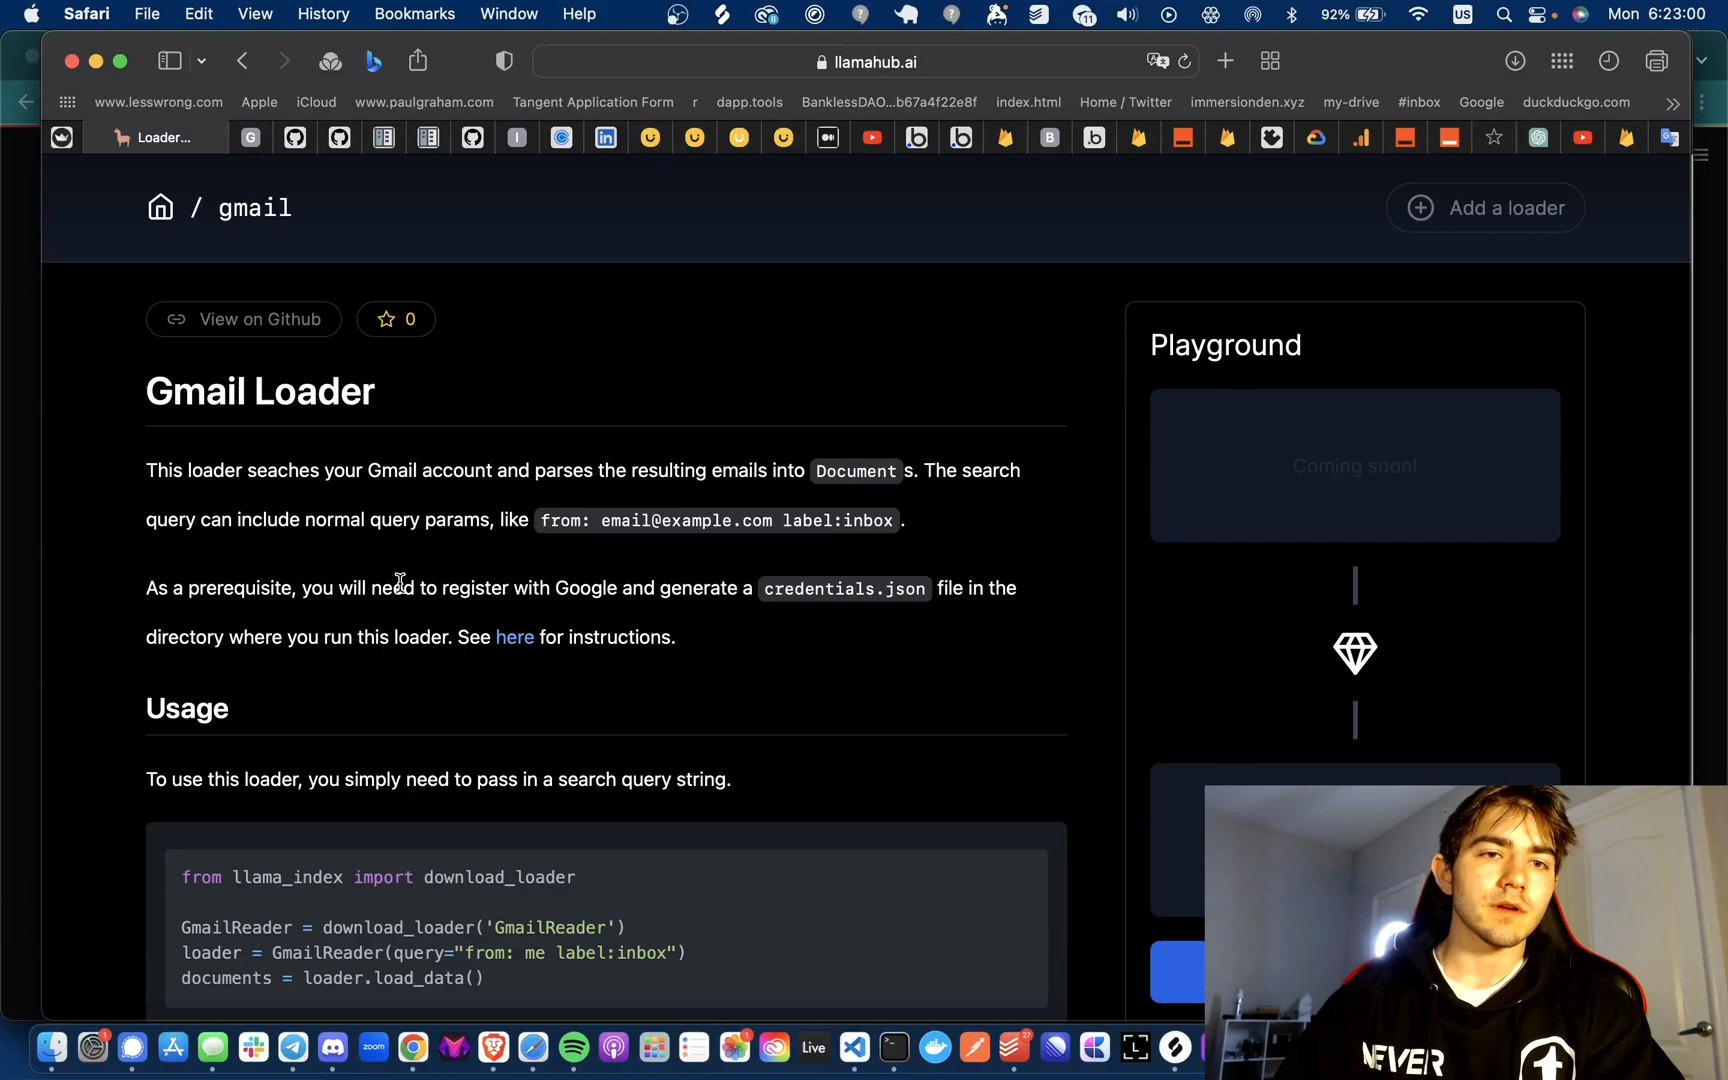 Safari File Edit View History Bookmarks Window Help 11 92% US Mon 6:23:00
llamahub.ai
www.lesswrong.com Apple iCloud www.paulgraham.com Tangent Application Form r dapp.tools BanklessDAO...b67a4f22e8f index.html Home / Twitter immersionden.xyz my-drive #inbox Google duckduckgo.com
Loader...
/ gmail
Add a loader
View on Github
0
Playground
Gmail Loader
Coming soon!
This loader seaches your Gmail account and parses the resulting emails into Documents. The search
query can include normal query params, like from: email@example.com label:inbox.
As a prerequisite, you will need to register with Google and generate a credentials.json file in the
directory where you run this loader. See here for instructions.
Usage
To use this loader, you simply need to pass in a search query string.
from llama_index import download_loader
GmailReader = download_loader('GmailReader')
loader = GmailReader(query="from: me label:inbox")
documents = loader.load_data()
NEVER
zoom
Live
27